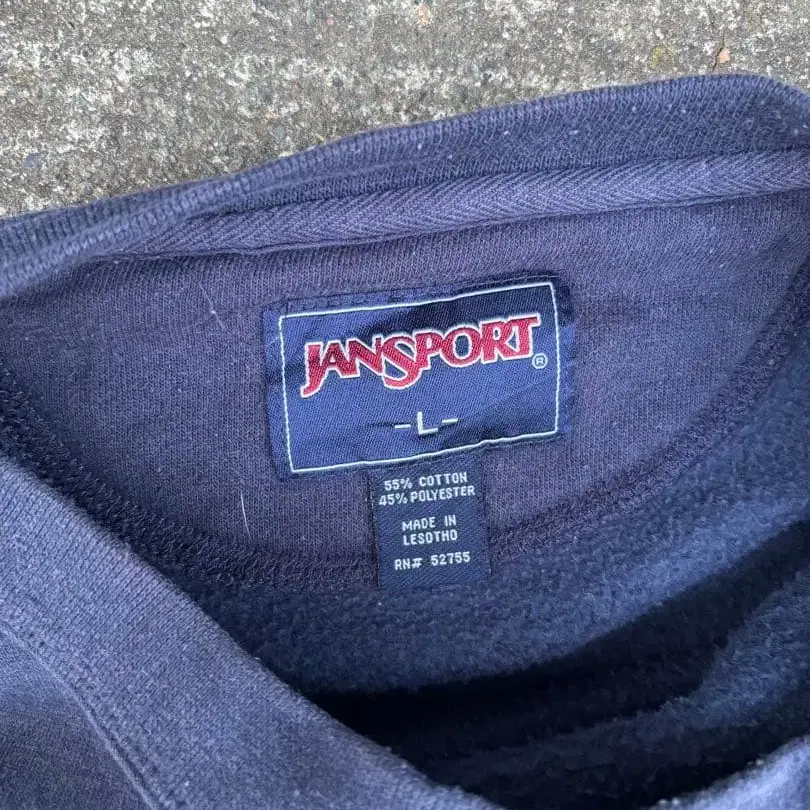 JANSPORT®
-L-
55% COTTON
45% POLYESTER
MADE IN
LESOTHO
RN# 52755